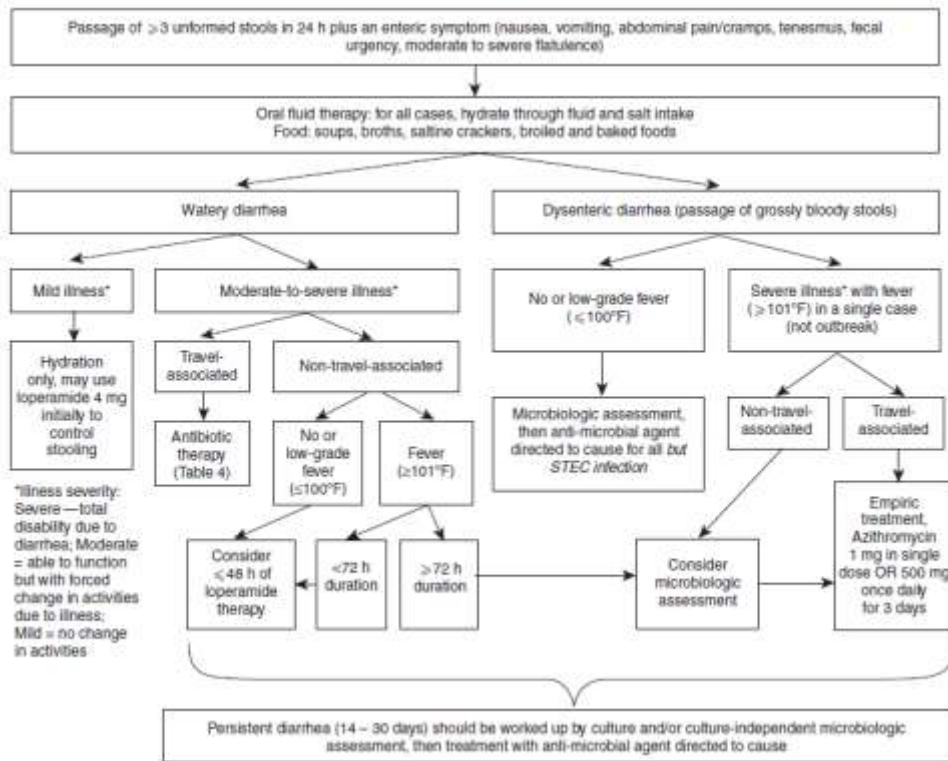 Passage of ⩾3 unformed stools in 24 h plus an enteric symptom (nausea, vomiting, abdominal pain/cramps, tenesmus, fecal
urgency, moderate to severe flatulence)
Oral fluid therapy: for all cases, hydrate through fluid and salt intake
Food: soups, broths, saltine crackers, broiled and baked foods
Watery diarrhea
Dysenteric diarrhea (passage of grossly bloody stools)
Mild illness*
Moderate-to-severe illness*
No or low-grade fever
(⩽100°F)
Severe illness* with fever
(⩾101°F) in a single case
(not outbreak)
Hydration
only, may use
loperamide 4 mg
initially to
control
stooling
Travel-
associated
Non-travel-associated
Microbiologic assessment,
then anti-microbial agent
directed to cause for all but
STEC infection
Non-travel-
associated
Travel-
associated
Antibiotic
therapy
(Table 4)
No or
low-grade
fever
(≤100°F)
Fever
(≥101°F)
*Illness severity:
Severe — total
disability due to
diarrhea; Moderate
= able to function
but with forced
change in activities
due to illness;
Mild = no change
in activities
Consider
⩽48 h of
loperamide
therapy
<72 h
duration
⩾72 h
duration
Consider
microbiologic
assessment
Empiric
treatment,
Azithromycin
1 mg in single
dose OR 500 mg
once daily
for 3 days
Persistent diarrhea (14 – 30 days) should be worked up by culture and/or culture-independent microbiologic
assessment, then treatment with anti-microbial agent directed to cause